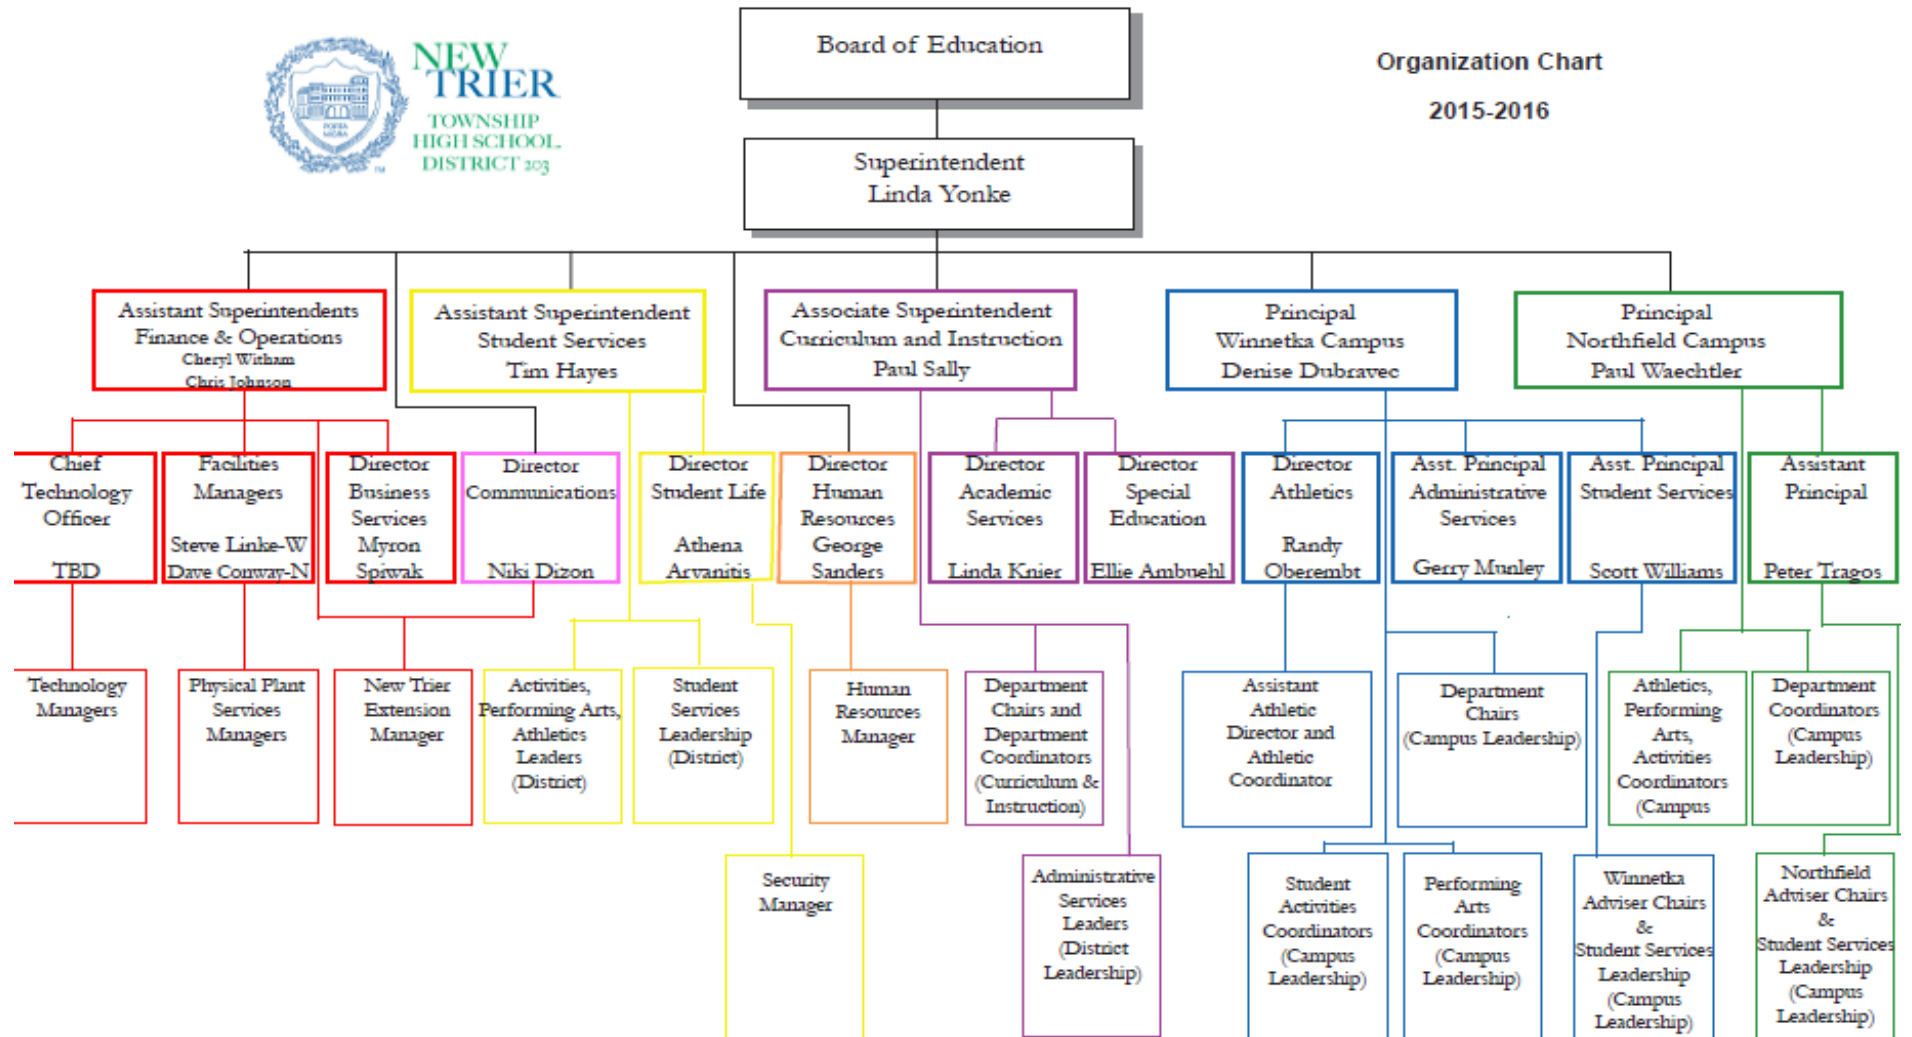 Board of Education
NEW
TRIER
TOWNSHIP
HIGH SCHOOL
DISTRICT 203
Organization Chart
2015-2016
Superintendent
Linda Yonke
Assistant Superintendents
Finance & Operations
Cheryl Witham
Chris Johnson
Assistant Superintendent
Student Services
Tim Hayes
Associate Superintendent
Curriculum and Instruction
Paul Sally
Principal
Winnetka Campus
Denise Dubravec
Principal
Northfield Campus
Paul Waechtler
Chief
Technology
Officer
TBD
Facilities
Managers
Steve Linke-W
Dave Conway-N
Director
Business
Services
Myron
Spiwak
Director
Communications
Niki Dizon
Director
Student Life
Athena
Arvanitis
Director
Human
Resources
George
Sanders
Director
Academic
Services
Linda Knier
Director
Special
Education
Ellie Ambuehl
Director
Athletics
Randy
Oberembt
Asst. Principal
Administrative
Services
Gerry Munley
Asst. Principal
Student Services
Scott Williams
Assistant
Principal
Peter Tragos
Technology
Managers
Physical Plant
Services
Managers
New Trier
Extension
Manager
Activities,
Performing Arts,
Athletics
Leaders
(District)
Student
Services
Leadership
(District)
Human
Resources
Manager
Department
Chairs and
Department
Coordinators
(Curriculum &
Instruction)
Assistant
Athletic
Director and
Athletic
Coordinator
Department
Chairs
(Campus Leadership)
Athletics,
Performing
Arts,
Activities
Coordinators
(Campus
Department
Coordinators
(Campus
Leadership)
Security
Manager
Administrative
Services
Leaders
(District
Leadership)
Student
Activities
Coordinators
(Campus
Leadership)
Performing
Arts
Coordinators
(Campus
Leadership)
Winnetka
Adviser Chairs
&
Student Services
Leadership
(Campus
Leadership)
Northfield
Adviser Chairs
&
Student Services
Leadership
(Campus
Leadership)